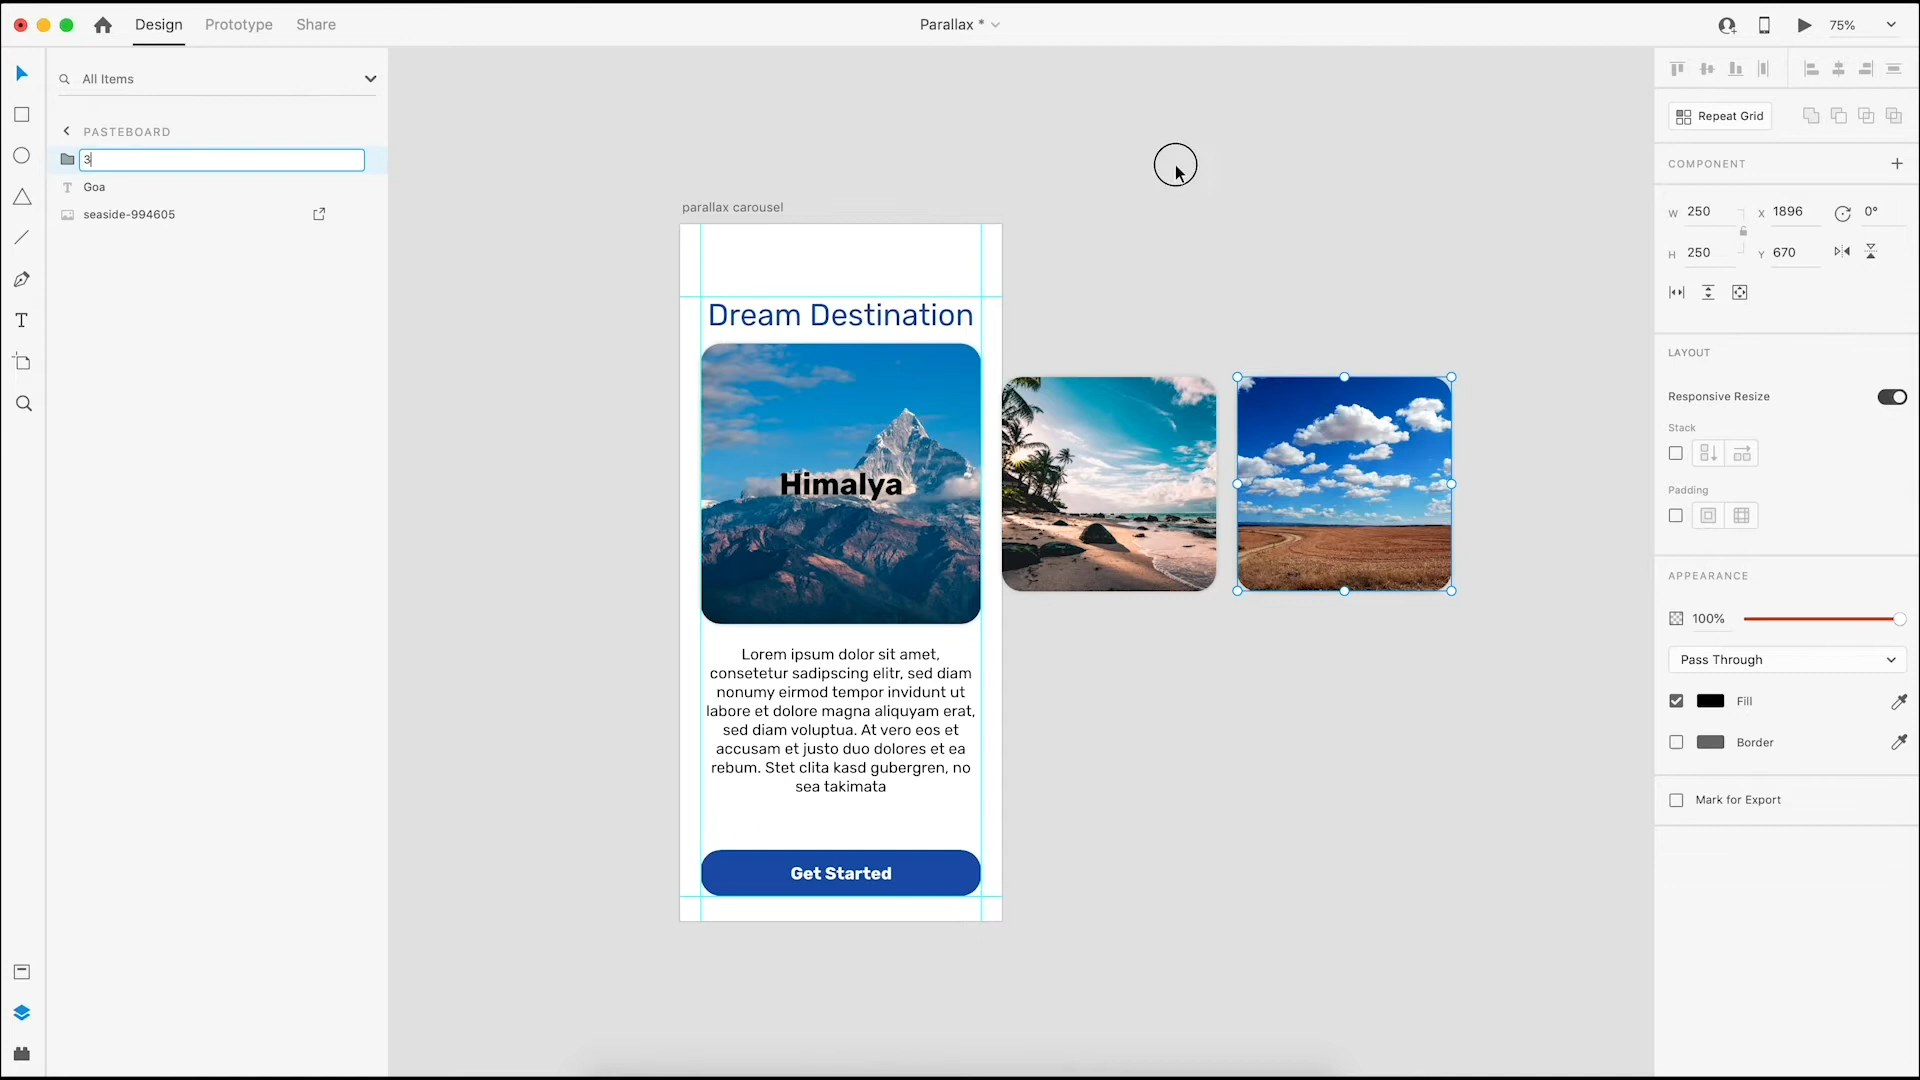 Design Prototype Share Parallax * 75%
All Items
Repeat Grid
PASTEBOARD
3
COMPONENT
Goa
seaside-994605
parallax carousel
W 250 X 1896 0°
H 250 Y 670
Dream Destination
LAYOUT
Responsive Resize
Stack
Himalya
Padding
APPEARANCE
100%
Lorem ipsum dolor sit amet,
consetetur sadipscing elitr, sed diam
nonumy eirmod tempor invidunt ut
labore et dolore magna aliquyam erat,
sed diam voluptua. At vero eos et
accusam et justo duo dolores et ea
rebum. Stet clita kasd gubergren, no
sea takimata
Pass Through
Fill
Border
Mark for Export
Get Started